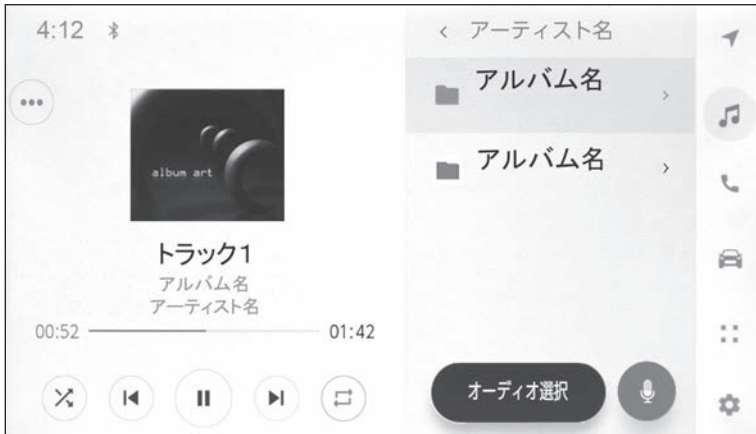 4:12
album art
トラック1
アルバム名
アーティスト名
00:52
01:42
アーティスト名
アルバム名
アルバム名
オーディオ選択